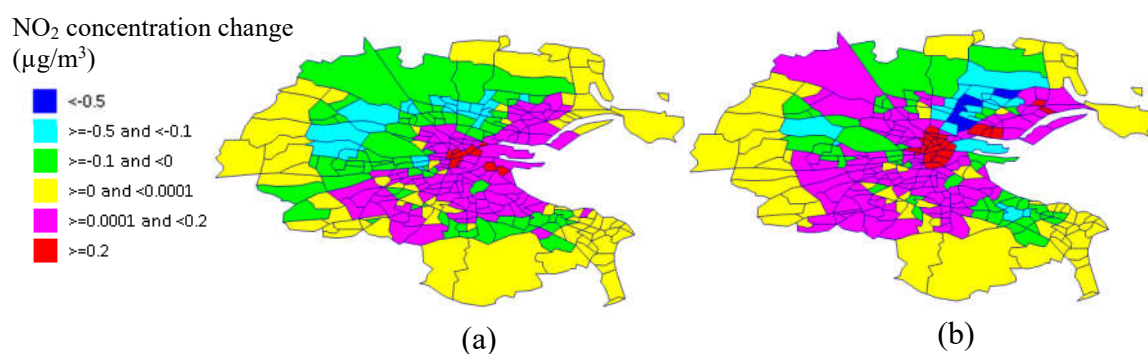 NO₂ concentration change
(µg/m³)
<-0.5
>=-0.5 and <-0.1
>=-0.1 and <0
>=0 and <0.0001
>=0.0001 and <0.2
>=0.2
(a)
(b)